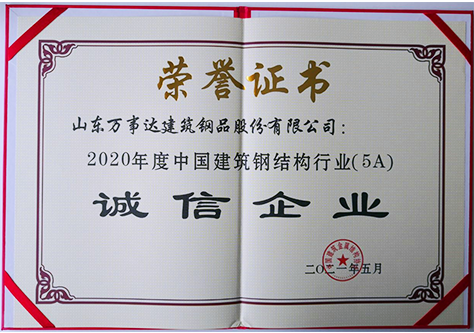 荣誉证书
山东万事达建筑钢品股份有限公司:
2020年度中国建筑钢结构行业(5A)
诚信企业
二〇二一年五月